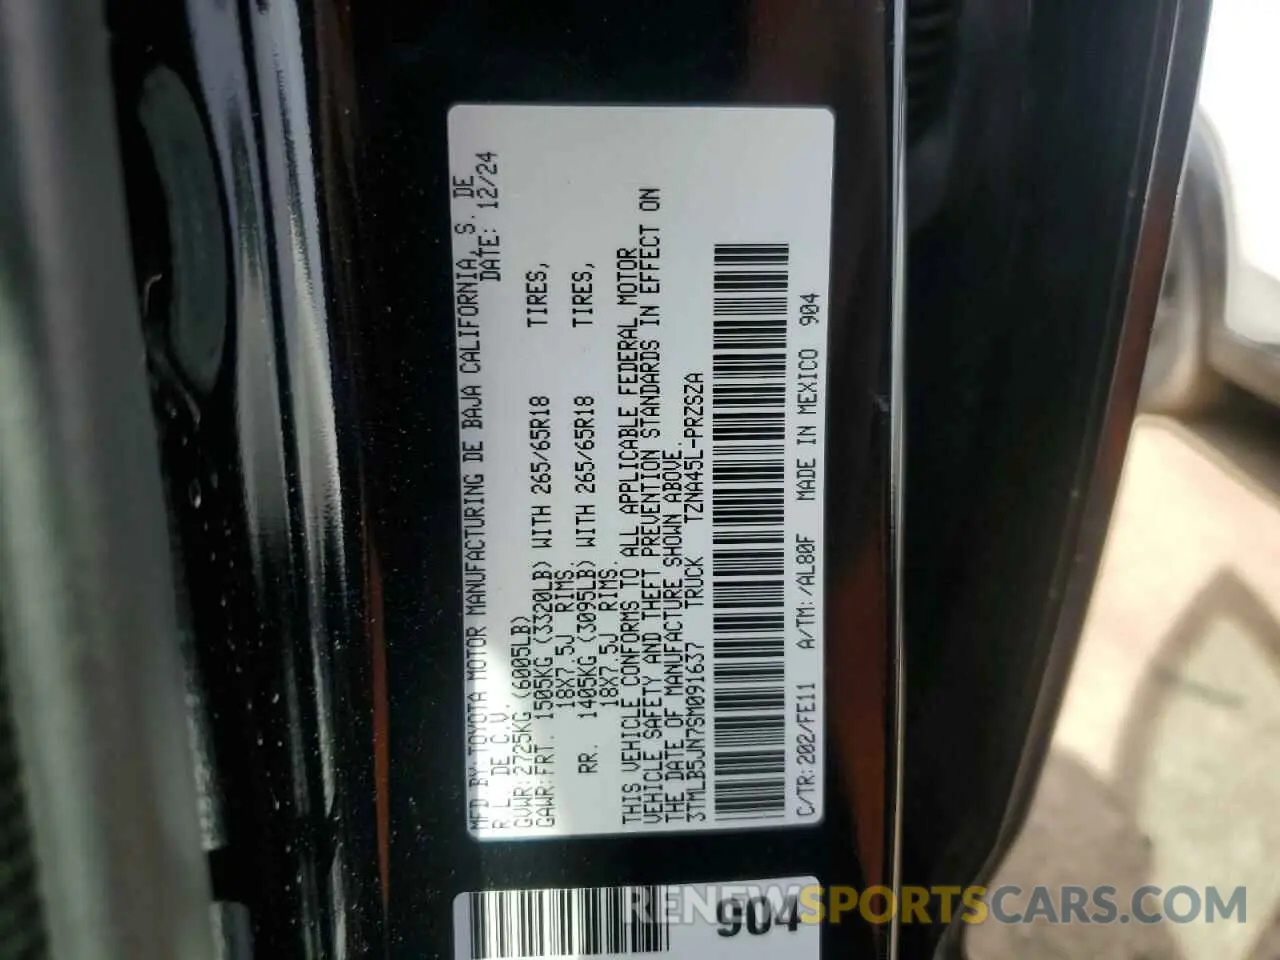 MFD BY:TOYOTA MOTOR MANUFACTURING DE BAJA CALIFORNIA, S. DE
R L. DE C.V. DATE: 12/24
GVWR:2725KG (6005LB)
GAWR:FRT. 1505KG (3320LB) WITH 265/65R18 TIRES,
18X7.5J RIMS.
RR. 1405KG (3095LB) WITH 265/65R18 TIRES,
18X7.5J RIMS.
THIS VEHICLE CONFORMS TO ALL APPLICABLE FEDERAL MOTOR
VEHICLE SAFETY AND THEFT PREVENTION STANDARDS IN EFFECT ON
THE DATE OF MANUFACTURE SHOWN ABOVE.
3TMLB5JN7SM091637 TRUCK TZNA45L-PRZSZA
C/TR:202/FE11 A/TM:/AL80F MADE IN MEXICO 904
904
RENEWSPORTSCARS.COM